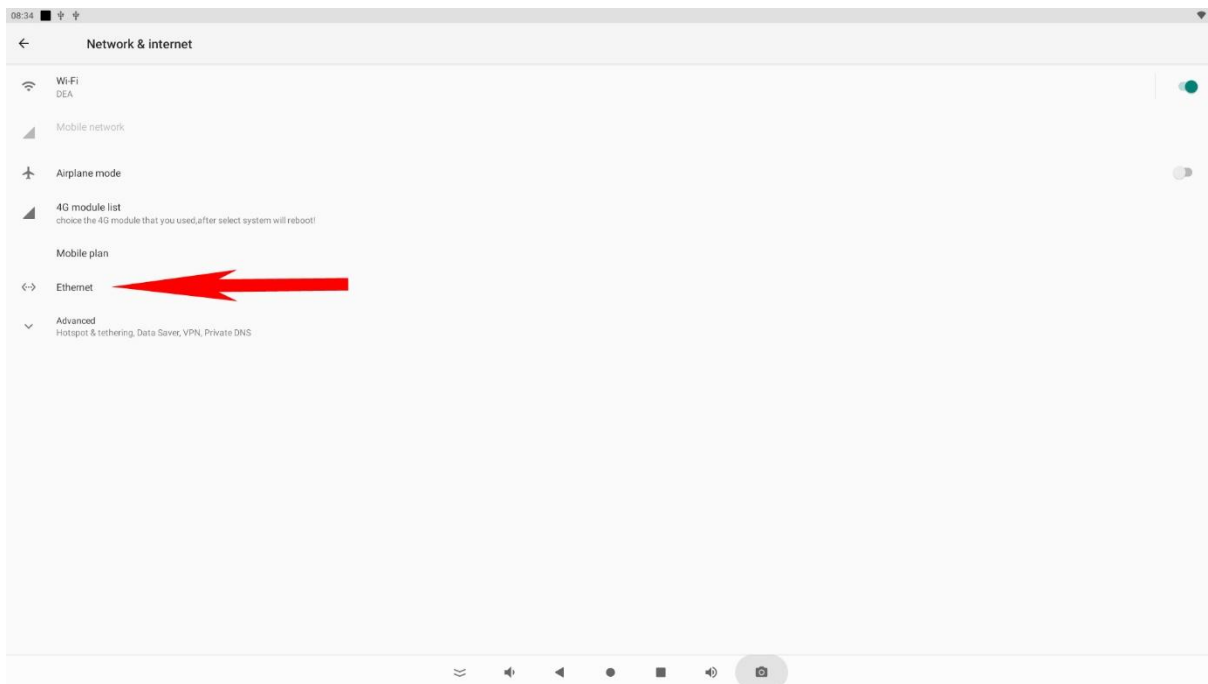 08:34
Network & internet
Wi-Fi
DEA
Mobile network
Airplane mode
4G module list
choice the 4G module that you used,after select system will reboot!
Mobile plan
Ethernet
Advanced
Hotspot & tethering, Data Saver, VPN, Private DNS